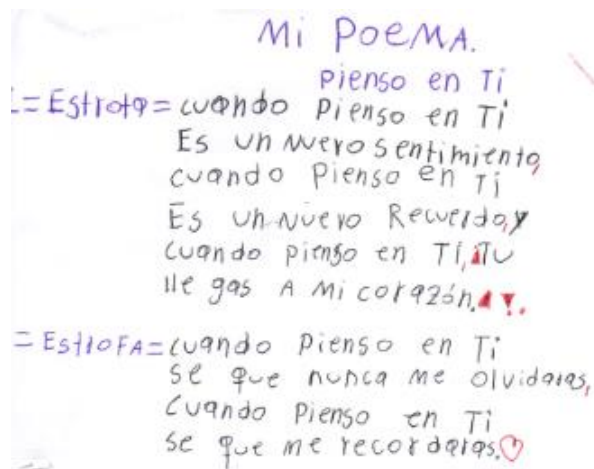 Mi PoeMA.
Pienso en Ti
= Estrofa = cuando Pienso en Ti
Es un Nuevo sentimiento,
cuando Pienso en Ti
Es un Nuevo Recuerdo, y
cuando pienso en Ti, Tu
llegas A Mi corazón.
= EstroFA = cuando Pienso en Ti
se que nunca me olvidaras,
Cuando Pienso en Ti
se que me recordaras.